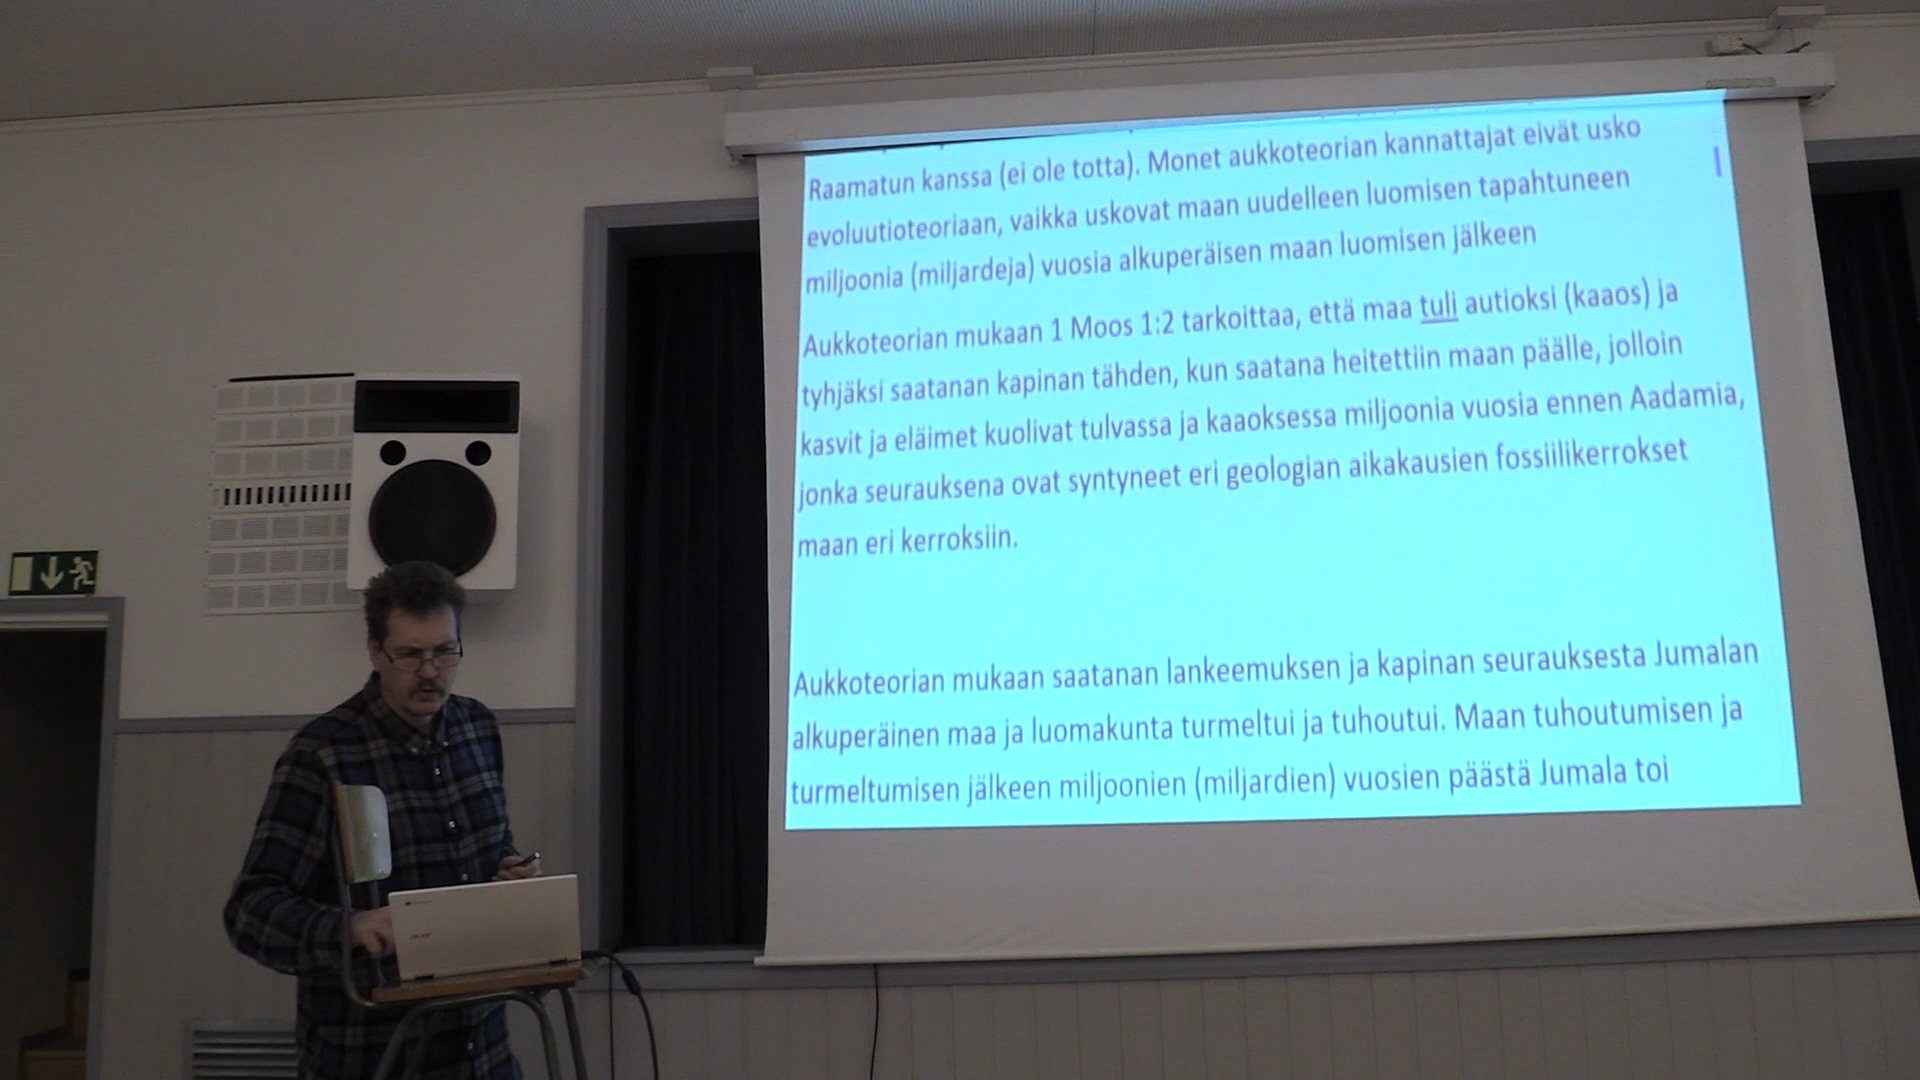 Raamatun kanssa (ei ole totta). Monet aukkoteorian kannattajat eivät usko
evoluutioteoriaan, vaikka uskovat maan uudelleen luomisen tapahtuneen
miljoonia (miljardeja) vuosia alkuperäisen maan luomisen jälkeen
Aukkoteorian mukaan 1 Moos 1:2 tarkoittaa, että maa tuli autioksi (kaaos) ja
tyhjäksi saatanan kapinan tähden, kun saatana heitettiin maan päälle, jolloin
kasvit ja eläimet kuolivat tulvassa ja kaaoksessa miljoonia vuosia ennen Aadamia,
jonka seurauksena ovat syntyneet eri geologian aikakausien fossiilikerrokset
maan eri kerroksiin.
Aukkoteorian mukaan saatanan lankeemuksen ja kapinan seurauksesta Jumalan
alkuperäinen maa ja luomakunta turmeltui ja tuhoutui. Maan tuhoutumisen ja
turmeltumisen jälkeen miljoonien (miljardien) vuosien päästä Jumala toi
acer